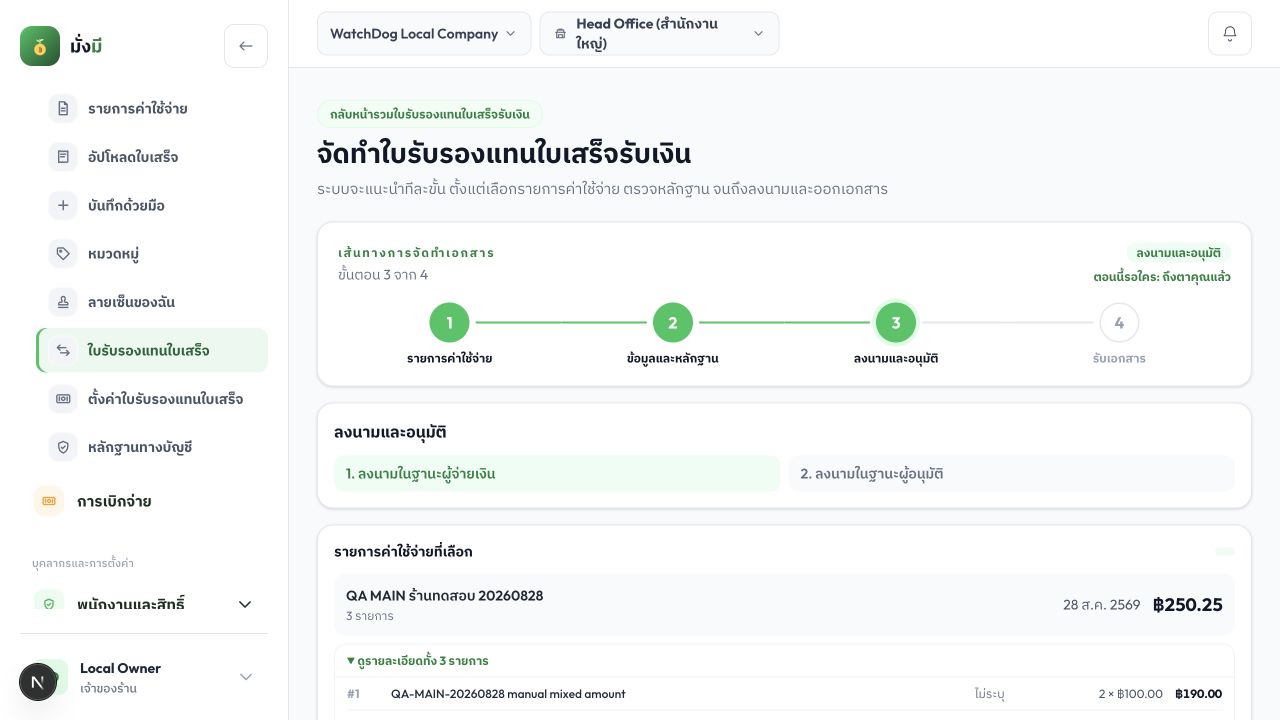 มั่งมี
รายการค่าใช้จ่าย
อัปโหลดใบเสร็จ
บันทึกด้วยมือ
หมวดหมู่
ลายเซ็นของฉัน
ใบรับรองแทนใบเสร็จ
ตั้งค่าใบรับรองแทนใบเสร็จ
หลักฐานทางบัญชี
การเบิกจ่าย
บุคลากรและการตั้งค่า
พนักงานและสิทธิ์
N
Local Owner
เจ้าของร้าน
WatchDog Local Company
Head Office (สำนักงาน
ใหญ่)
กลับหน้ารวมใบรับรองแทนใบเสร็จรับเงิน
จัดทำใบรับรองแทนใบเสร็จรับเงิน
ระบบจะแนะนำทีละขั้น ตั้งแต่เลือกรายการค่าใช้จ่าย ตรวจหลักฐาน จนถึงลงนามและออกเอกสาร
เส้นทางการจัดทำเอกสาร
ขั้นตอน 3 จาก 4
ลงนามและอนุมัติ
ตอนนี้รอใคร: ถึงตาคุณแล้ว
1
2
3
4
รายการค่าใช้จ่าย
ข้อมูลและหลักฐาน
ลงนามและอนุมัติ
รับเอกสาร
ลงนามและอนุมัติ
1. ลงนามในฐานะผู้จ่ายเงิน
2. ลงนามในฐานะผู้อนุมัติ
รายการค่าใช้จ่ายที่เลือก
QA MAIN ร้านทดสอบ 20260828
3 รายการ
28 ส.ค. 2569 ฿250.25
▼ ดูรายละเอียดทั้ง 3 รายการ
#1 QA-MAIN-20260828 manual mixed amount ไม่ระบุ 2 × ฿100.00 ฿190.00